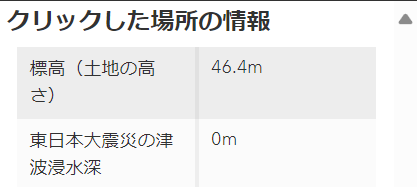 クリックした場所の情報
標高（土地の高
さ）
46.4m
東日本大震災の津
波浸水深
0m